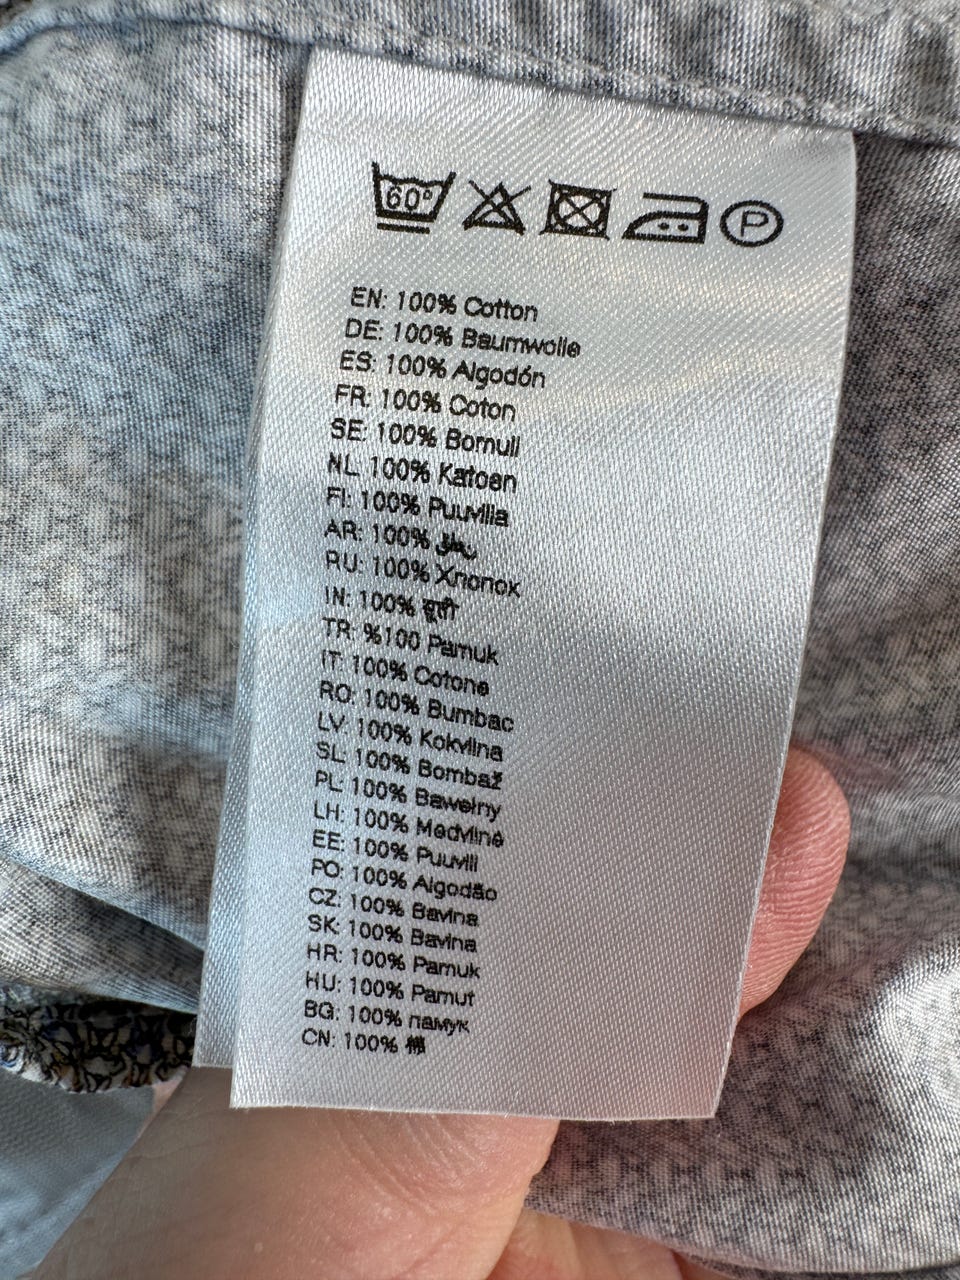 60°
P
EN: 100% Cotton
DE: 100% Baumwolle
ES: 100% Algodón
FR: 100% Coton
SE: 100% Bomull
NL 100% Katoen
FI: 100% Puuvilla
AR: 100%
RU: 100% Хлопок
IN: 100% सूती
TR: %100 Pamuk
IT: 100% Cotone
RO: 100% Bumbac
LV: 100% Kokvilna
SL: 100% Bombaž
PL: 100% Bawełny
LH: 100% Medvilnė
EE: 100% Puuvill
PO: 100% Algodão
CZ: 100% Bavlna
SK: 100% Bavlna
HR: 100% Pamuk
HU: 100% Pamut
BG: 100% памук
CN: 100% 棉